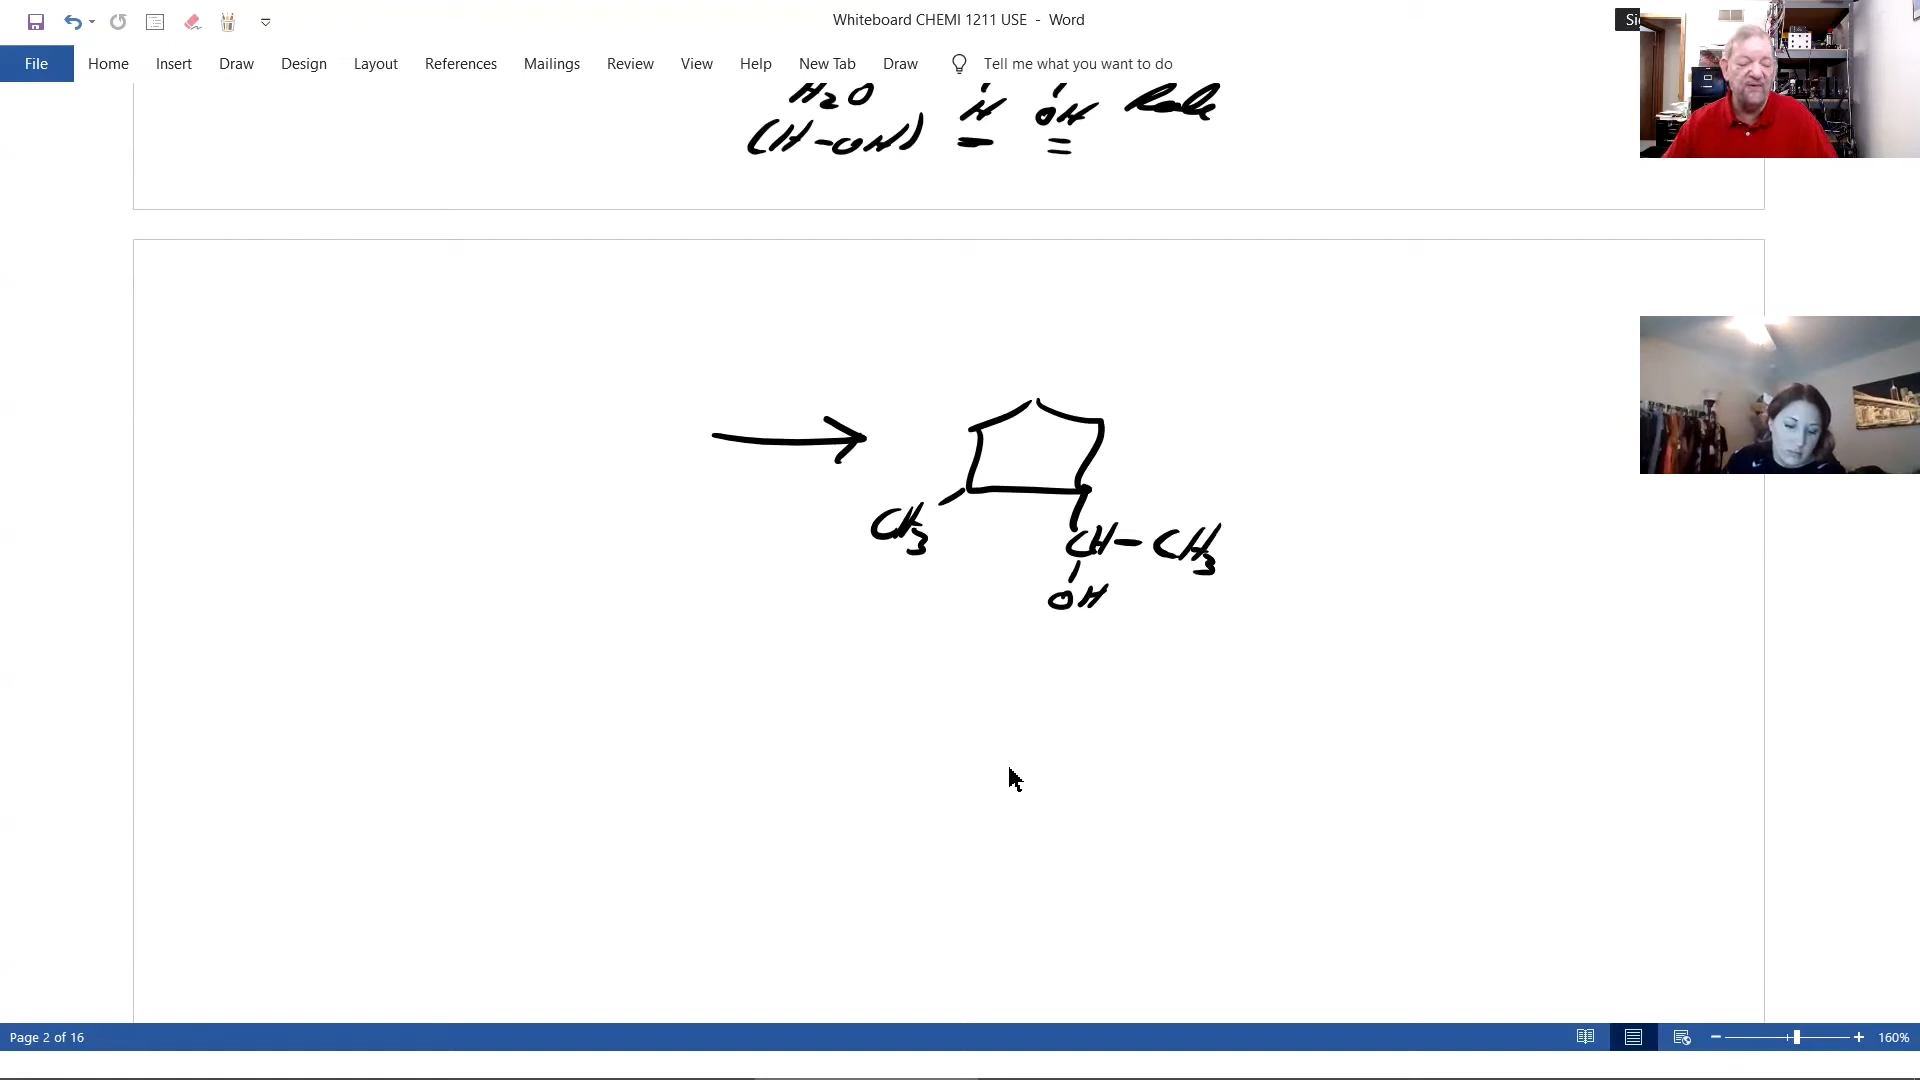 Whiteboard CHEMI 1211 USE - Word
File Home Insert Draw Design Layout References Mailings Review View Help New Tab Draw Tell me what you want to do
H2O H OH Rule
(H-OH)
CH3
CH-CH3
OH
Page 2 of 16
160%